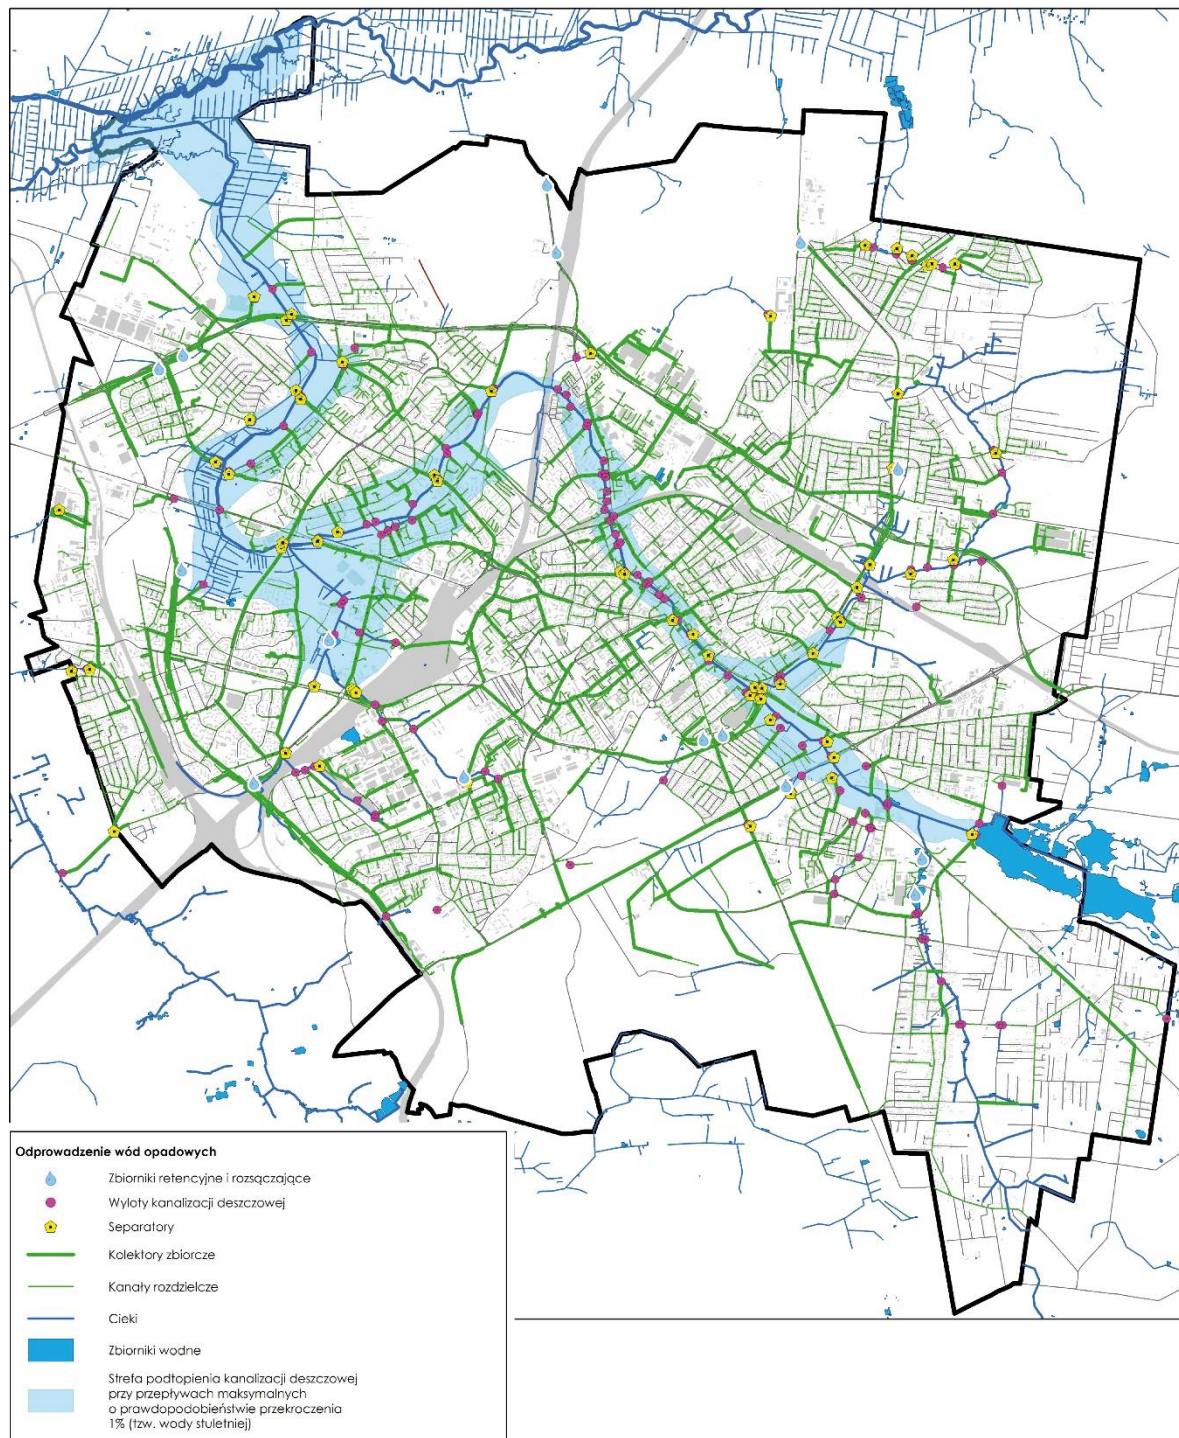 SUPRAŚL
Odprowadzenie wód opadowych
Zbiorniki retencyjne i rozsączające
Wyloty kanalizacji deszczowej
Separatory
Kolektory zbiorcze
Kanały rozdzielcze
Cieki
Zbiorniki wodne
Strefa podtopienia kanalizacji deszczowej
przy przepływach maksymalnych
o prawdopodobieństwie przekroczenia
1% (tzw. wody stuletniej)